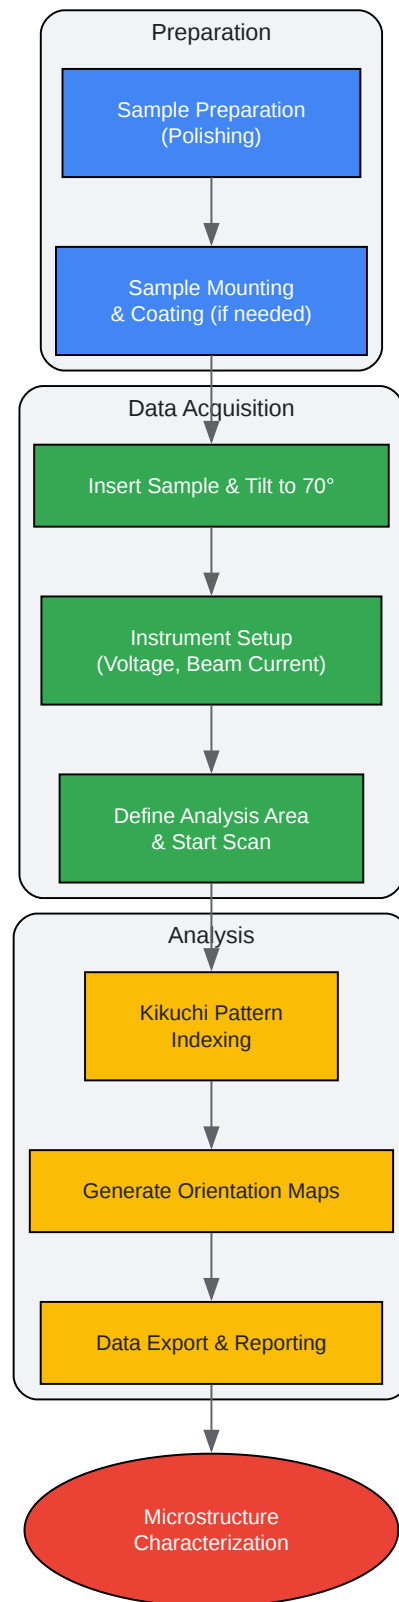 Preparation
Sample Preparation
(Polishing)
Sample Mounting
& Coating (if needed)
Data Acquisition
Insert Sample & Tilt to 70°
Instrument Setup
(Voltage, Beam Current)
Define Analysis Area
& Start Scan
Analysis
Kikuchi Pattern
Indexing
Generate Orientation Maps
Data Export & Reporting
Microstructure
Characterization